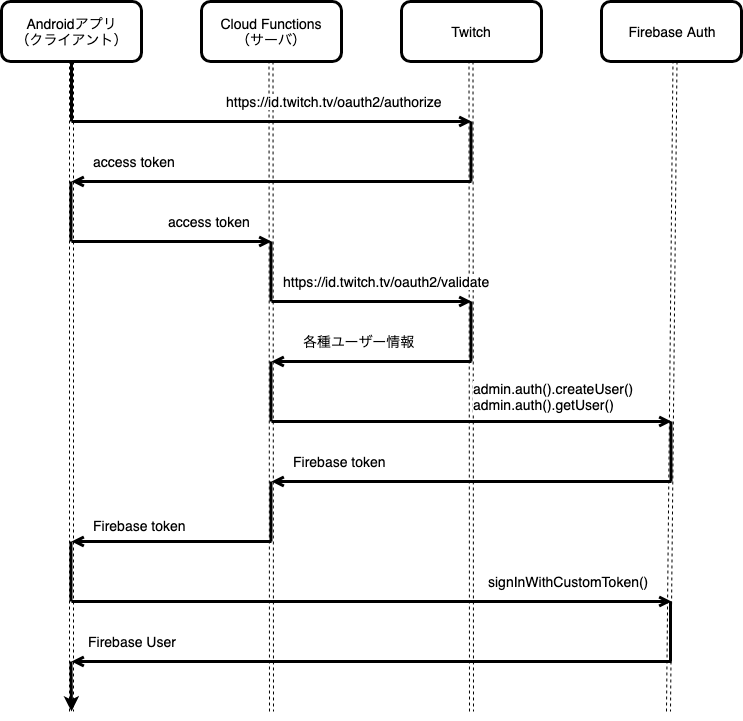 Androidアプリ
（クライアント）
Cloud Functions
（サーバ）
Twitch
Firebase Auth
https://id.twitch.tv/oauth2/authorize
access token
access token
https://id.twitch.tv/oauth2/validate
各種ユーザー情報
admin.auth().createUser()
admin.auth().getUser()
Firebase token
Firebase token
signInWithCustomToken()
Firebase User